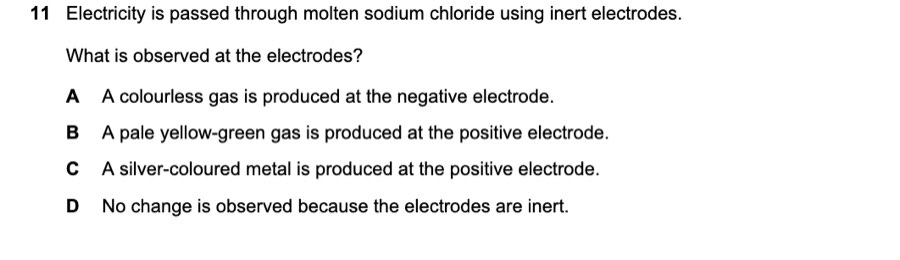 11 Electricity is passed through molten sodium chloride using inert electrodes.
What is observed at the electrodes?
A A colourless gas is produced at the negative electrode.
B A pale yellow-green gas is produced at the positive electrode.
C A silver-coloured metal is produced at the positive electrode.
D No change is observed because the electrodes are inert.